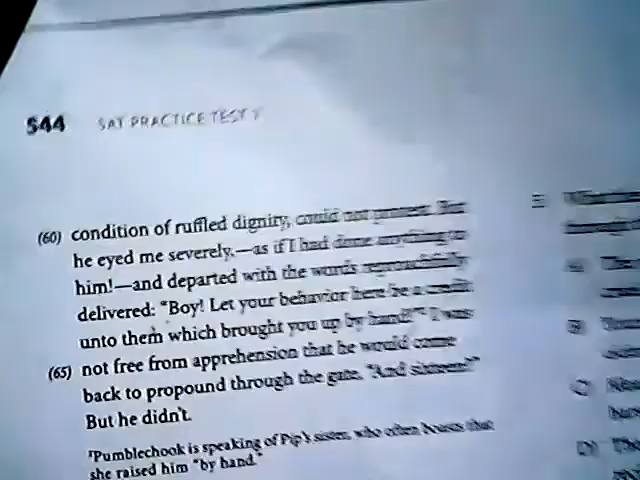 544 SAT PRACTICE TEST
(60) condition of ruffled dignity, could not protest. But
he eyed me severely,—as if I had done anything to
him!—and departed with the words reproachfully
delivered: “Boy! Let your behavior here be a credit
unto them which brought you up by hand!” I was
(65) not free from apprehension that he would come
back to propound through the gate, “And sixteen?”
But he didn’t.
¹Pumblechook is speaking of Pip’s sister, who often boasts that
she raised him “by hand.”